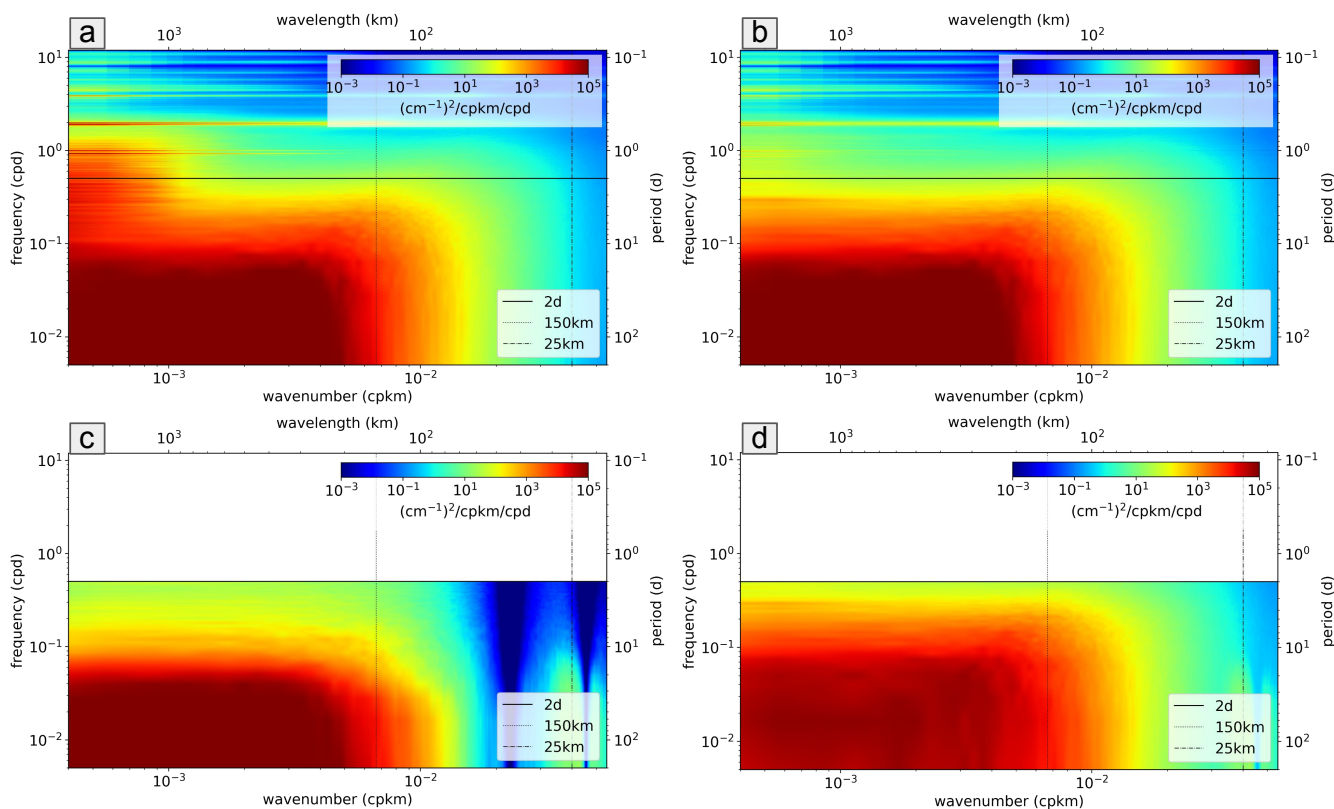 a
wavelength (km)
10³ 10²
10¹ 10⁰ 10⁻¹ 10⁻²
frequency (cpd)
10⁻³ 10⁻¹ 10¹ 10³ 10⁵
(cm⁻¹)²/cpkm/cpd
10⁻¹ 10⁰ 10¹ 10²
period (d)
2d
150km
25km
10⁻³ 10⁻²
wavenumber (cpkm)
b
wavelength (km)
10³ 10²
10¹ 10⁰ 10⁻¹ 10⁻²
frequency (cpd)
10⁻³ 10⁻¹ 10¹ 10³ 10⁵
(cm⁻¹)²/cpkm/cpd
10⁻¹ 10⁰ 10¹ 10²
period (d)
2d
150km
25km
10⁻³ 10⁻²
wavenumber (cpkm)
c
wavelength (km)
10³ 10²
10¹ 10⁰ 10⁻¹ 10⁻²
frequency (cpd)
10⁻³ 10⁻¹ 10¹ 10³ 10⁵
(cm⁻¹)²/cpkm/cpd
10⁻¹ 10⁰ 10¹ 10²
period (d)
2d
150km
25km
10⁻³ 10⁻²
wavenumber (cpkm)
d
wavelength (km)
10³ 10²
10¹ 10⁰ 10⁻¹ 10⁻²
frequency (cpd)
10⁻³ 10⁻¹ 10¹ 10³ 10⁵
(cm⁻¹)²/cpkm/cpd
10⁻¹ 10⁰ 10¹ 10²
period (d)
2d
150km
25km
10⁻³ 10⁻²
wavenumber (cpkm)